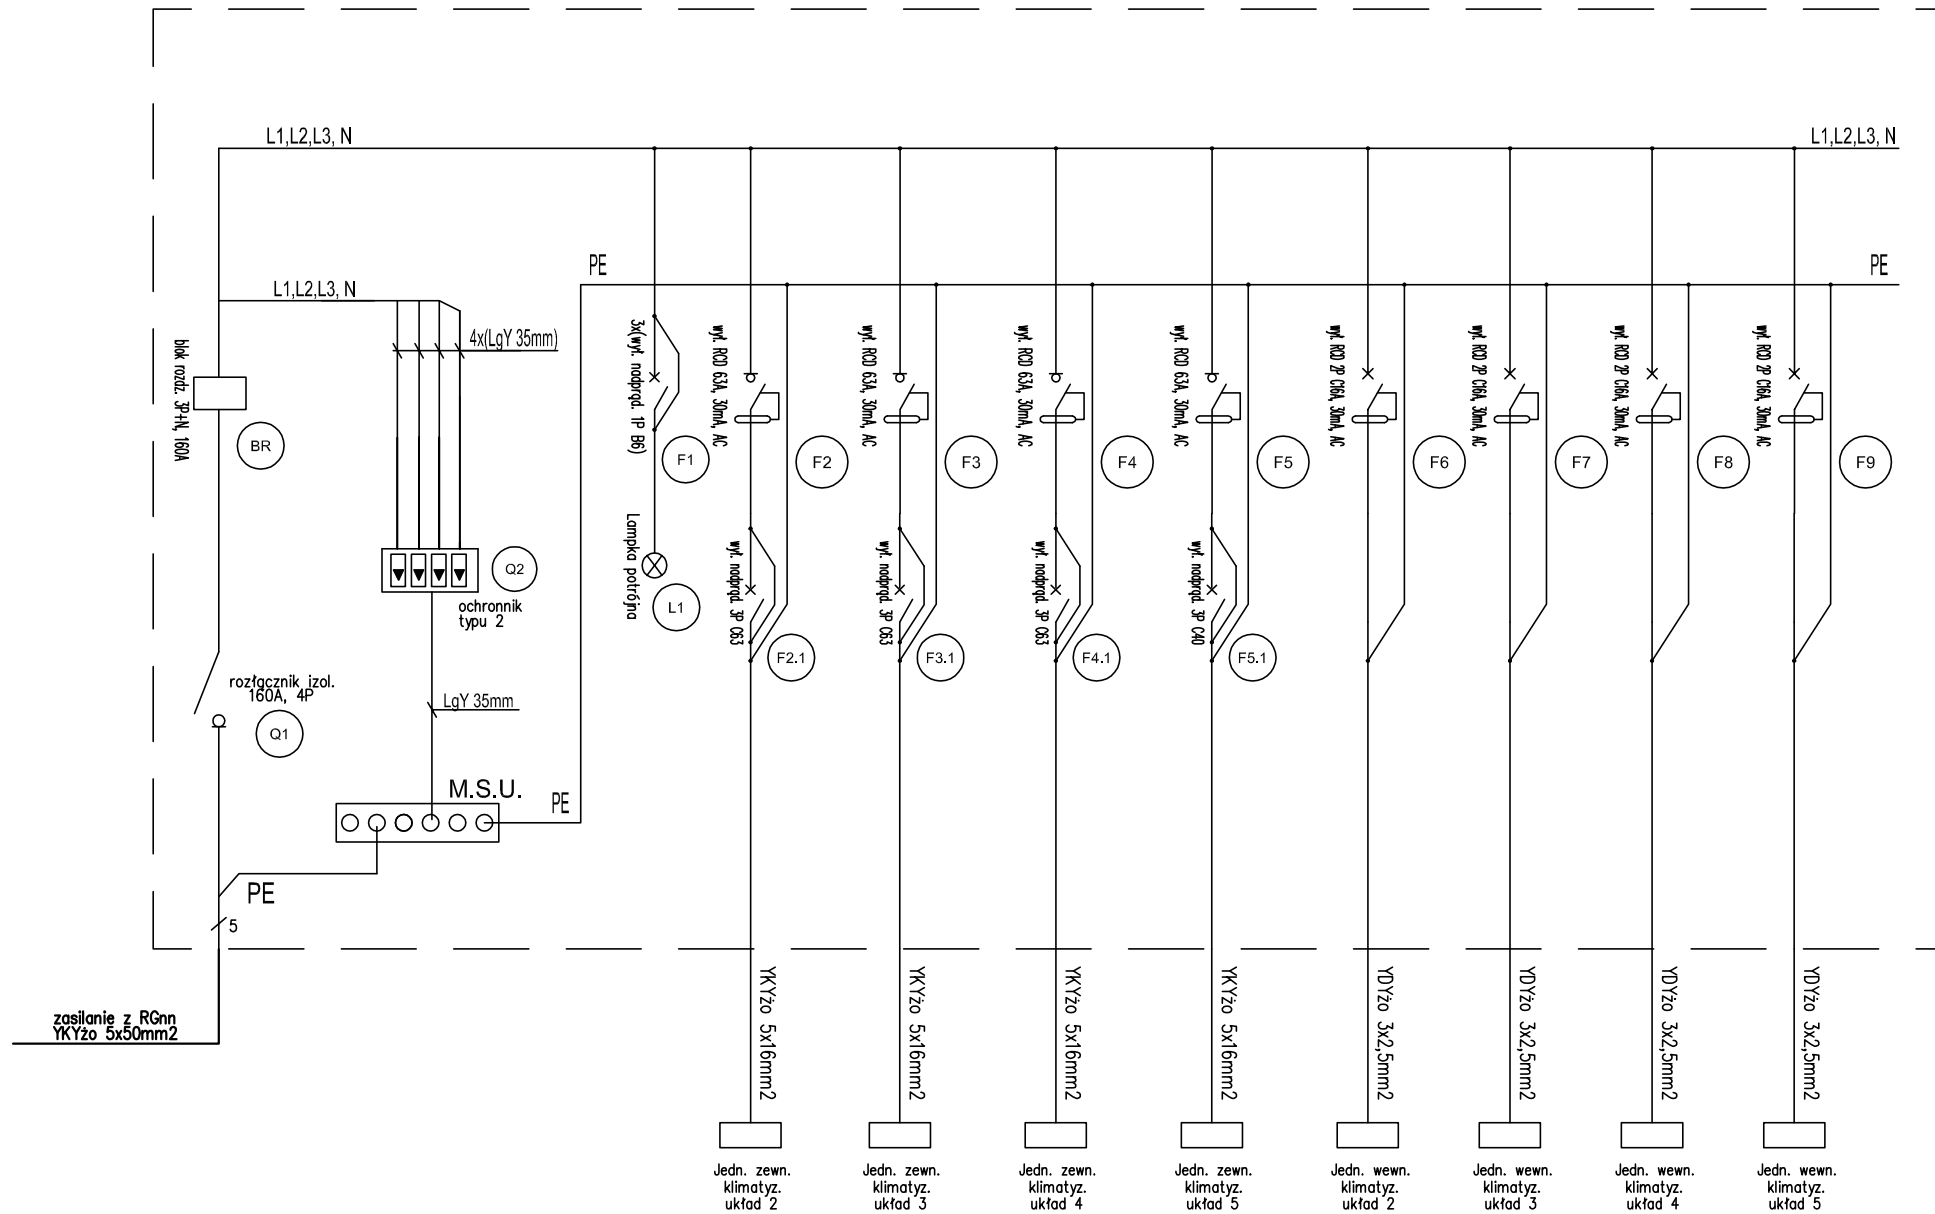 L1,L2,L3, N
L1,L2,L3, N
PE
PE
L1,L2,L3, N
4x(LgY 35mm)
blok rozdz. 3P+N, 160A
BR
3x(wył. nadprąd. 1P B6)
F1
wył. RCD 63A, 30mA, AC
F2
wył. RCD 63A, 30mA, AC
F3
wył. RCD 63A, 30mA, AC
F4
wył. RCD 63A, 30mA, AC
F5
wył. RCD 2P C16A, 30mA, AC
F6
wył. RCD 2P C16A, 30mA, AC
F7
wył. RCD 2P C16A, 30mA, AC
F8
wył. RCD 2P C16A, 30mA, AC
F9
Q2
ochronnik
typu 2
Lampka potrójna
L1
wył. nadprąd. 3P C63
F2.1
wył. nadprąd. 3P C63
F3.1
wył. nadprąd. 3P C63
F4.1
wył. nadprąd. 3P C40
F5.1
rozłącznik izol.
160A, 4P
Q1
LgY 35mm
M.S.U.
PE
PE
5
zasilanie z RGnn
YKYżo 5x50mm2
YKYżo 5x16mm2
YKYżo 5x16mm2
YKYżo 5x16mm2
YKYżo 5x16mm2
YDYżo 3x2,5mm2
YDYżo 3x2,5mm2
YDYżo 3x2,5mm2
YDYżo 3x2,5mm2
Jedn. zewn.
klimatyz.
układ 2
Jedn. zewn.
klimatyz.
układ 3
Jedn. zewn.
klimatyz.
układ 4
Jedn. zewn.
klimatyz.
układ 5
Jedn. wewn.
klimatyz.
układ 2
Jedn. wewn.
klimatyz.
układ 3
Jedn. wewn.
klimatyz.
układ 4
Jedn. wewn.
klimatyz.
układ 5